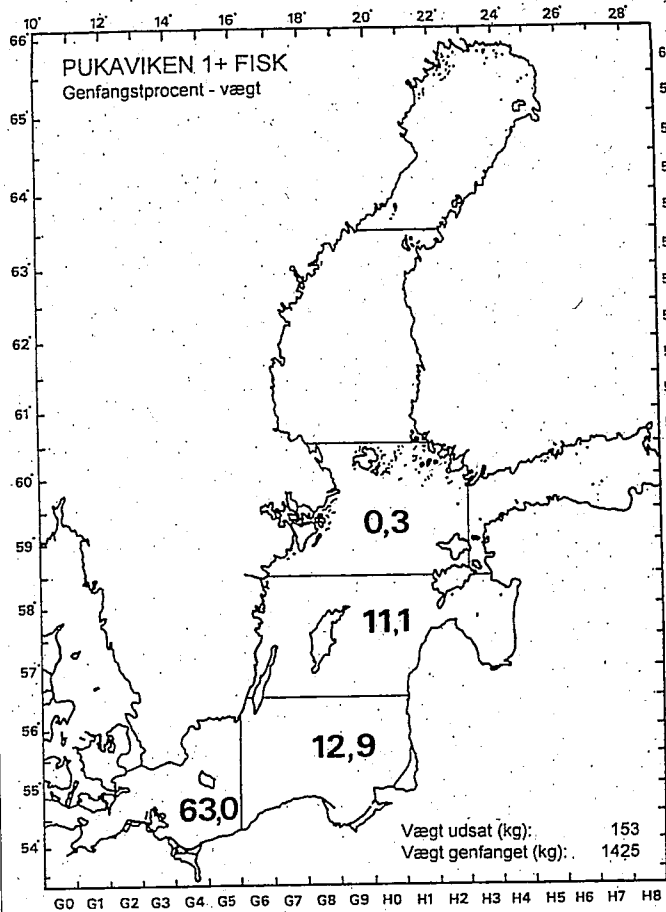 10° 12° 14° 16° 18° 20° 22° 24° 26° 28°
66°
PUKAVIKEN 1+ FISK
Genfangstprocent - vægt
65°
64°
63°
62°
61°
60°
0,3
59°
58°
11,1
57°
56°
12,9
55°
63,0
Vægt udsat (kg): 153
54°
Vægt genfanget (kg): 1425
G0 G1 G2 G3 G4 G5 G6 G7 G8 G9 H0 H1 H2 H3 H4 H5 H6 H7 H8